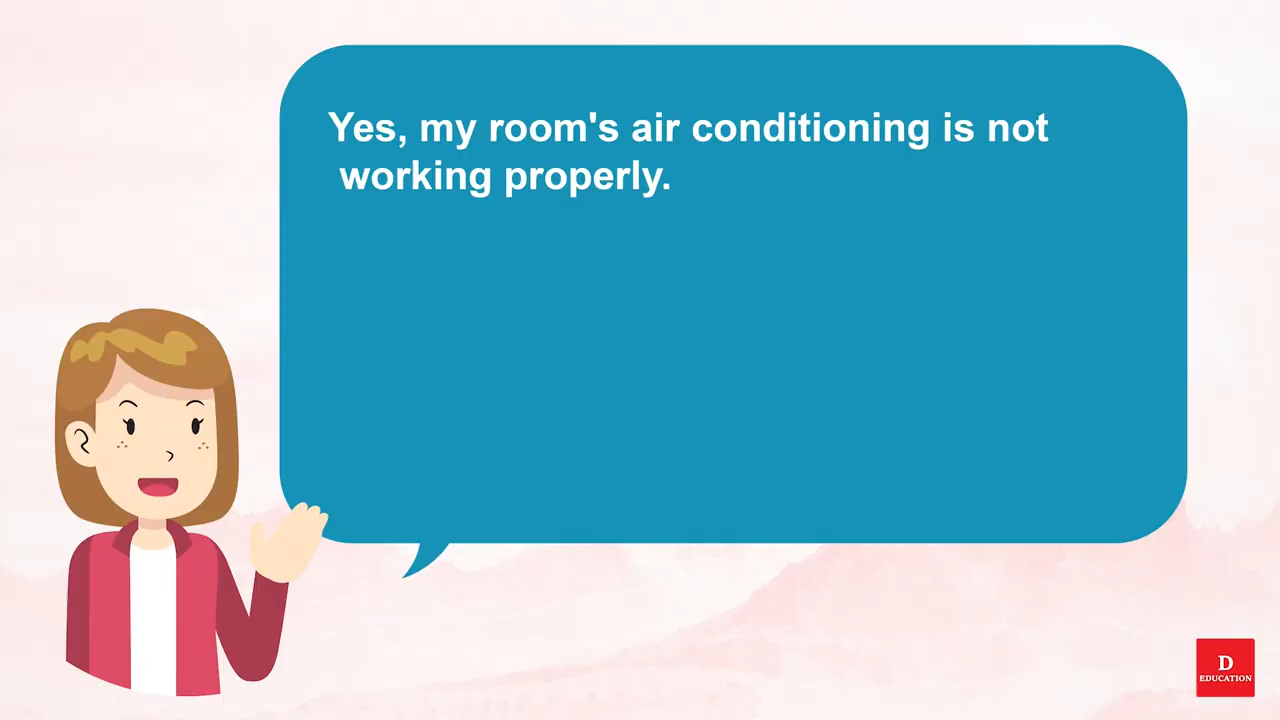 Yes, my room's air conditioning is not
working properly.
D
EDUCATION